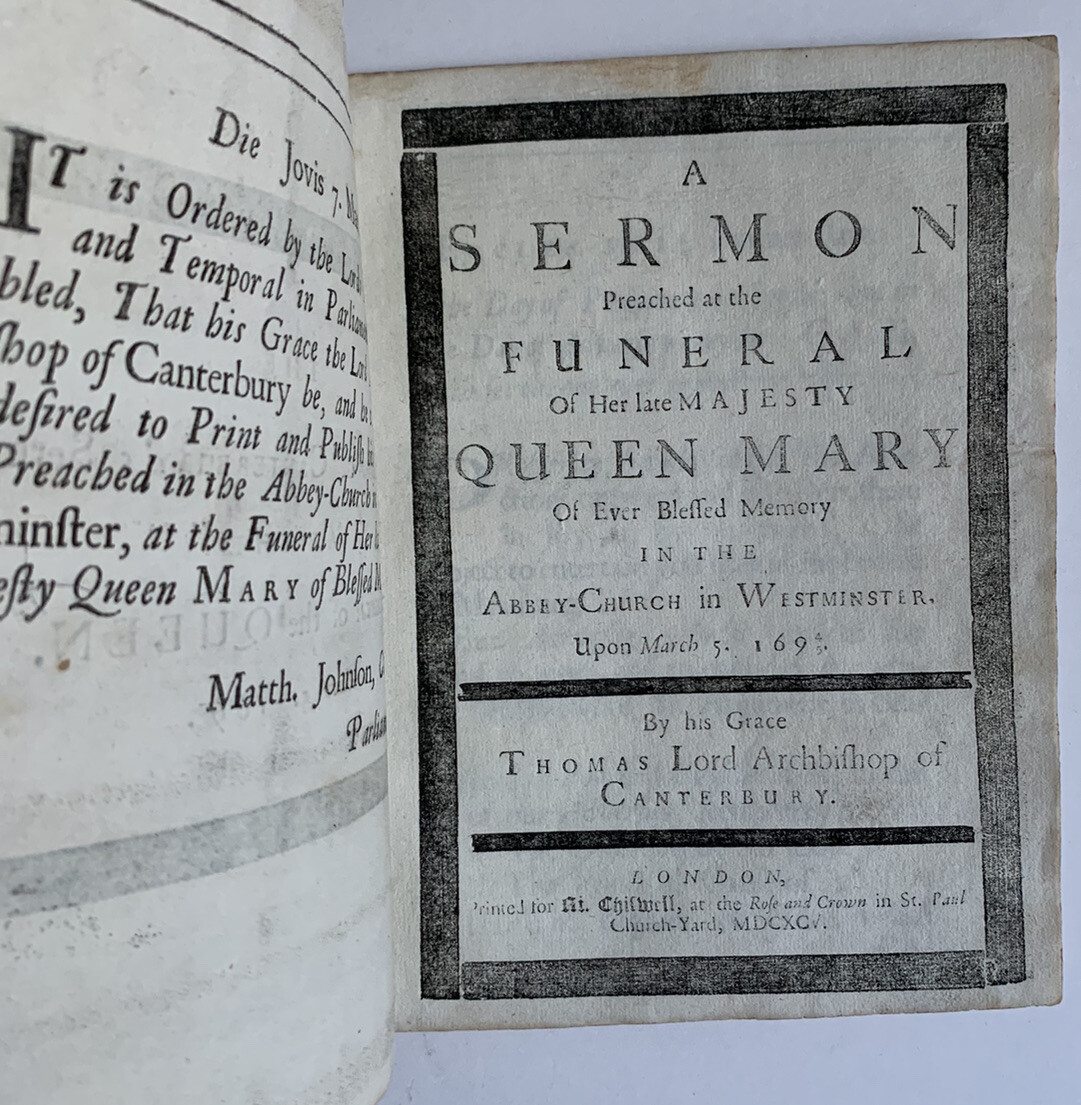 Die Jovis 7.
IT is Ordered by the
and Temporal in
bled, That his Grace the
ſhop of Canterbury be, and
deſired to Print and Publiſh
Preached in the Abbey-Church
minſter, at the Funeral of Her
eſty Queen MARY of Bleſſed
Matth. Johnſon,
A
SERMON
Preached at the
FUNERAL
Of Her late MAJESTY
QUEEN MARY
Of Ever Bleſſed Memory
IN THE
ABBEY-CHURCH in WESTMINSTER,
Upon March 5. 169 4/5.
By his Grace
THOMAS Lord Archbiſhop of
CANTERBURY.
LONDON,
Printed for Ri. Chiſwell, at the Roſe and Crown in St. Paul
Church-Yard, MDCXCV.